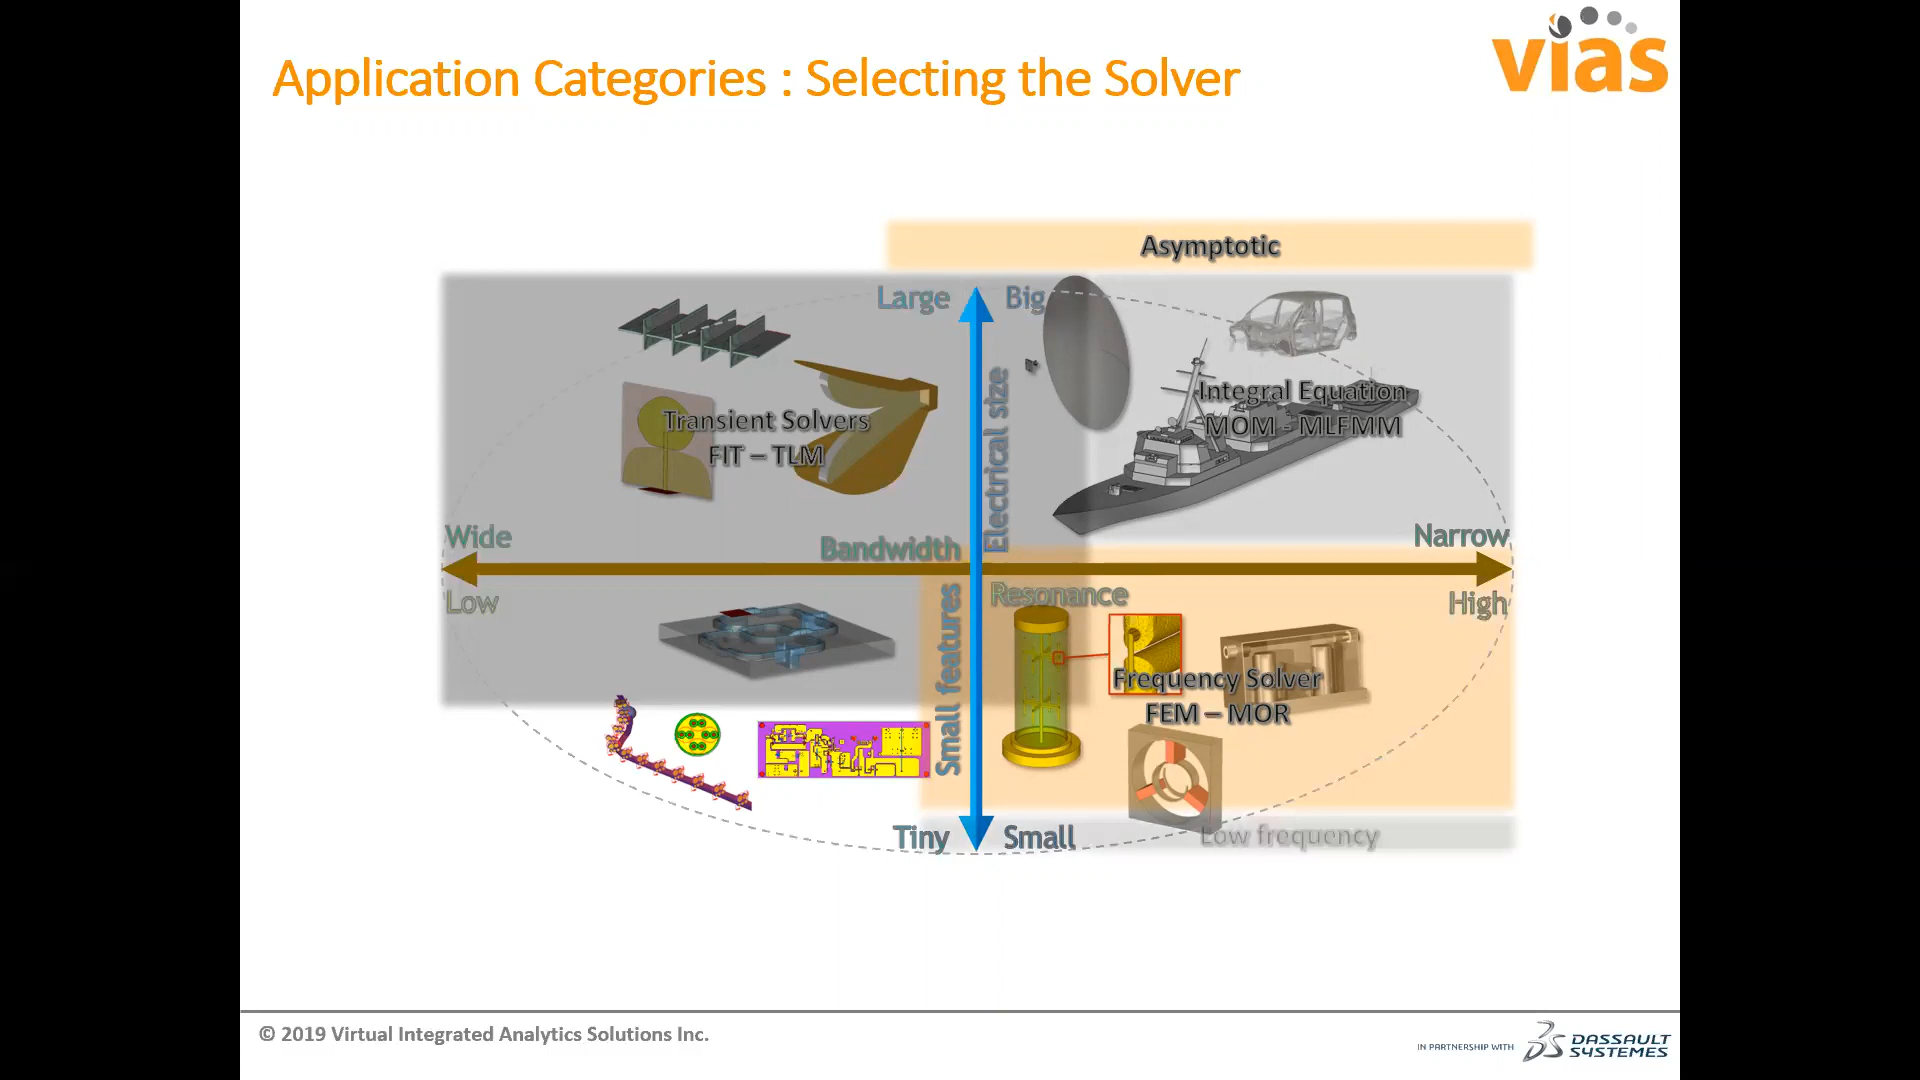 vias
Application Categories : Selecting the Solver
Asymptotic
Large
Big
Electrical size
Integral Equation
MOM - MLFMM
Transient Solvers
FIT – TLM
Wide
Bandwidth
Narrow
Low
Resonance
High
Small features
Frequency Solver
FEM – MOR
Tiny
Small
Low frequency
© 2019 Virtual Integrated Analytics Solutions Inc.
IN PARTNERSHIP WITH
DASSAULT
SYSTEMES